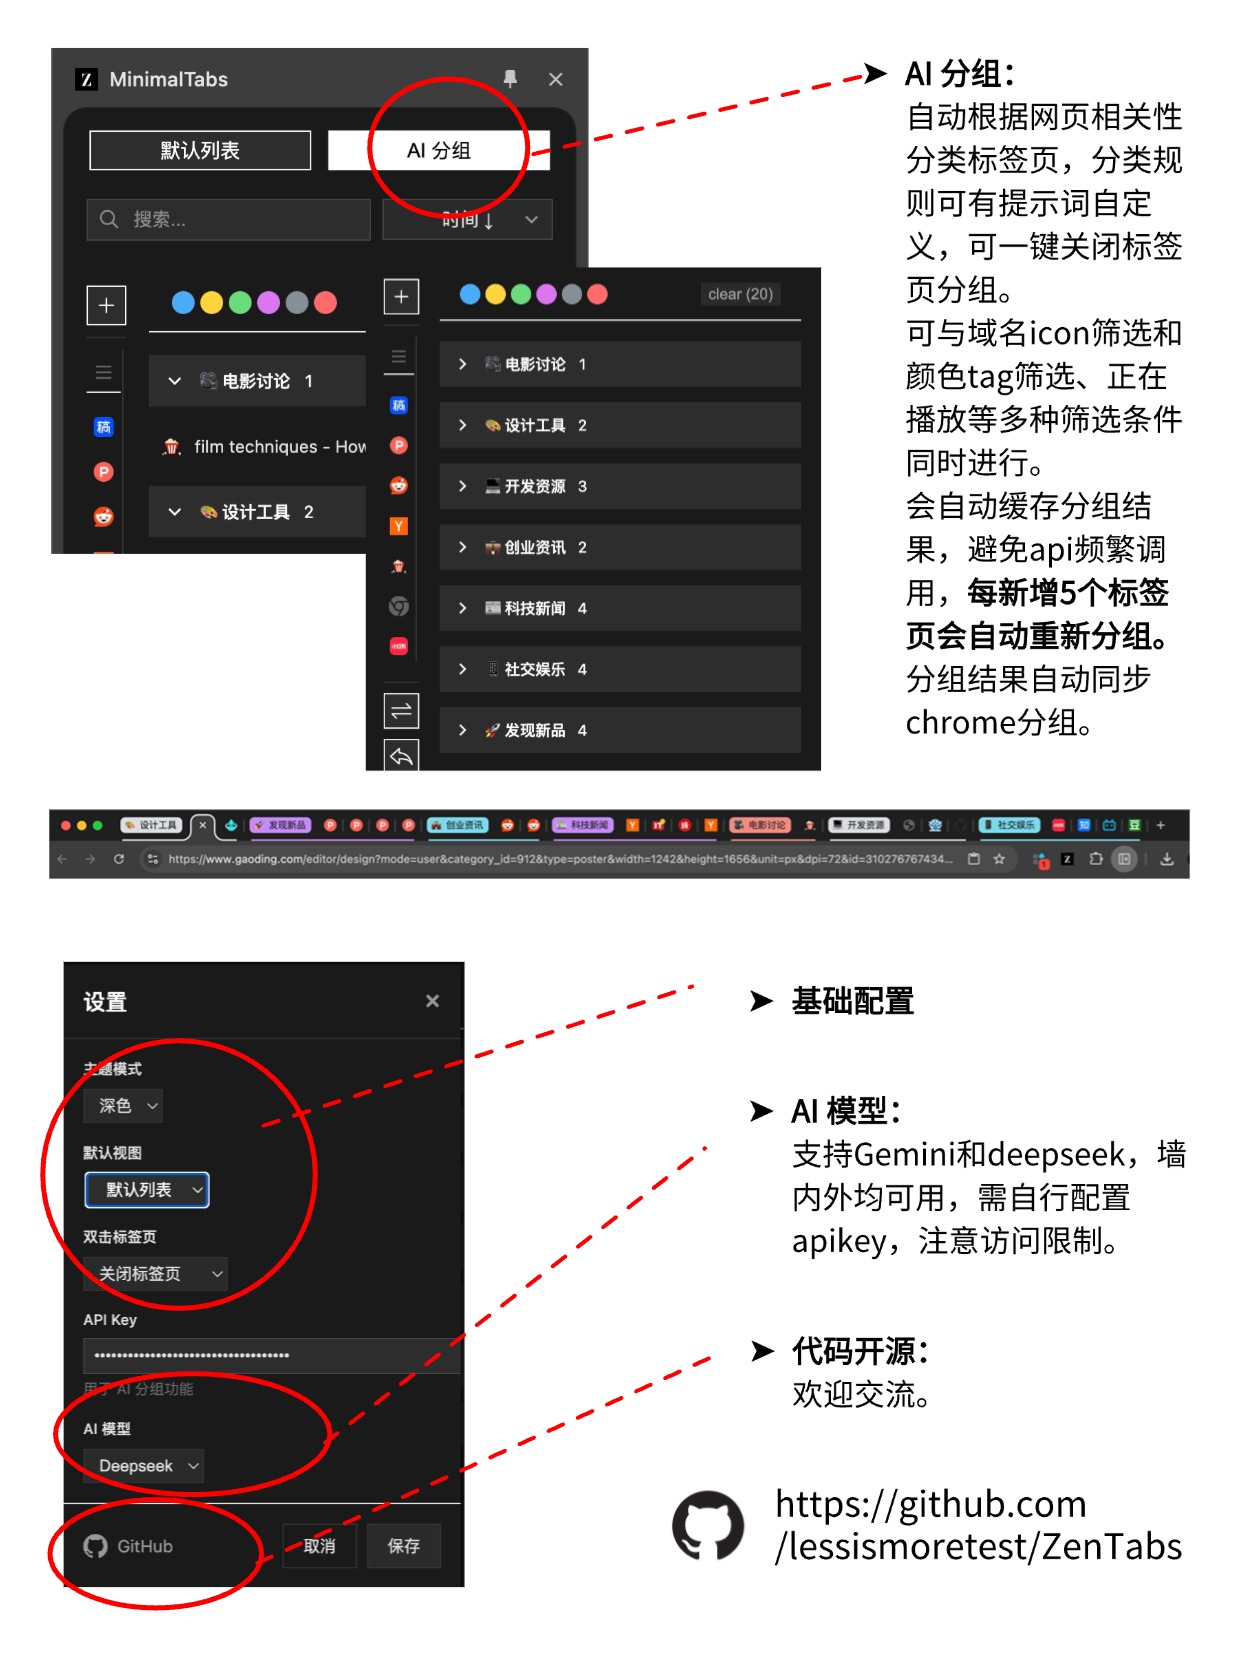 Z MinimalTabs
默认列表
AI 分组
搜索...
时间↓
电影讨论 1
film techniques - How
设计工具 2
clear (20)
电影讨论 1
设计工具 2
开发资源 3
创业资讯 2
科技新闻 4
社交娱乐 4
发现新品 4
➤ AI 分组：
自动根据网页相关性
分类标签页，分类规
则可有提示词自定
义，可一键关闭标签
页分组。
可与域名icon筛选和
颜色tag筛选、正在
播放等多种筛选条件
同时进行。
会自动缓存分组结
果，避免api频繁调
用，每新增5个标签
页会自动重新分组。
分组结果自动同步
chrome分组。
设计工具 发现新品 创业资讯 科技新闻 电影讨论 开发资源 社交娱乐
https://www.gaoding.com/editor/design?mode=user&category_id=912&type=poster&width=1242&height=1656&unit=px&dpi=72&id=310276767434...
设置
主题模式
深色
默认视图
默认列表
双击标签页
关闭标签页
API Key
••••••••••••••••••••••••••••••••••
用于 AI 分组功能
AI 模型
Deepseek
GitHub
取消
保存
➤ 基础配置
➤ AI 模型：
支持Gemini和deepseek，墙
内外均可用，需自行配置
apikey，注意访问限制。
➤ 代码开源：
欢迎交流。
https://github.com
/lessismoretest/ZenTabs